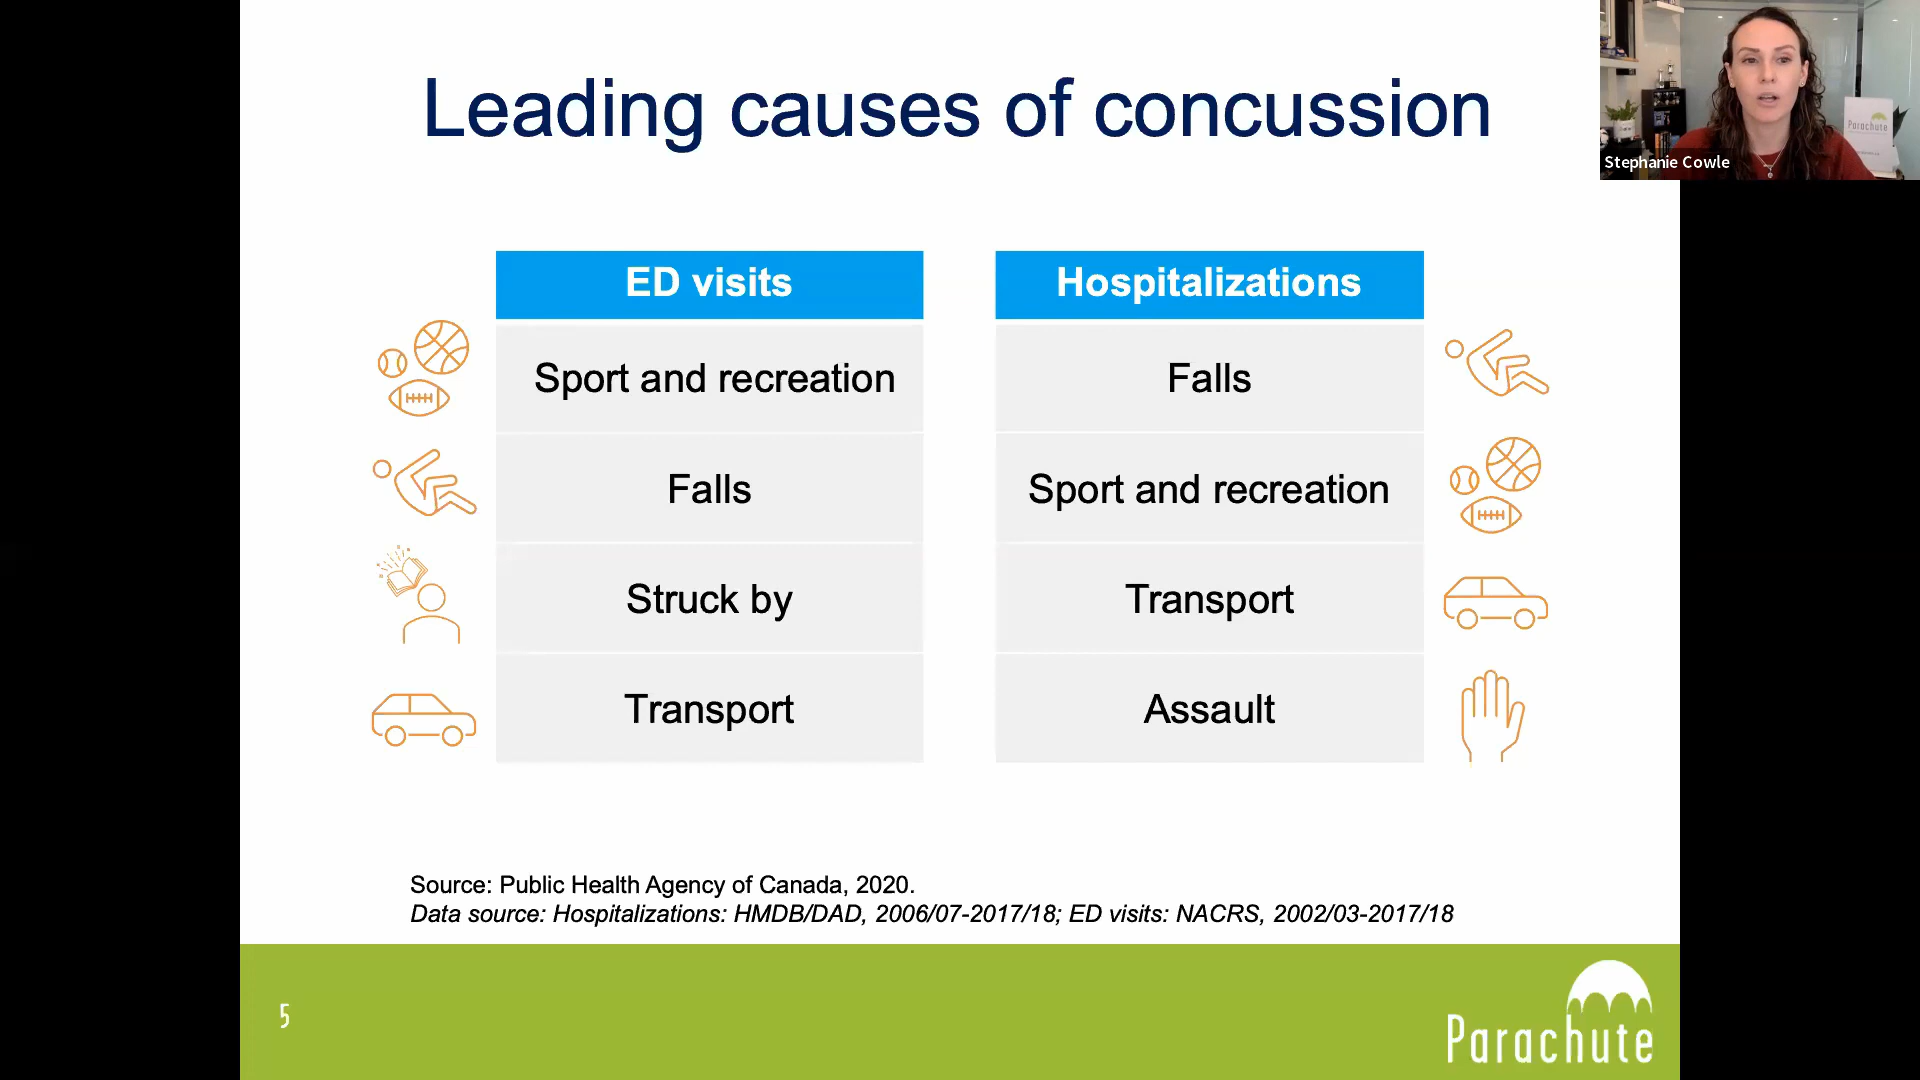 Leading causes of concussion
Parachute
Stephanie Cowle
ED visits
Sport and recreation
Falls
Struck by
Transport
Hospitalizations
Falls
Sport and recreation
Transport
Assault
Source: Public Health Agency of Canada, 2020.
Data source: Hospitalizations: HMDB/DAD, 2006/07-2017/18; ED visits: NACRS, 2002/03-2017/18
5
Parachute